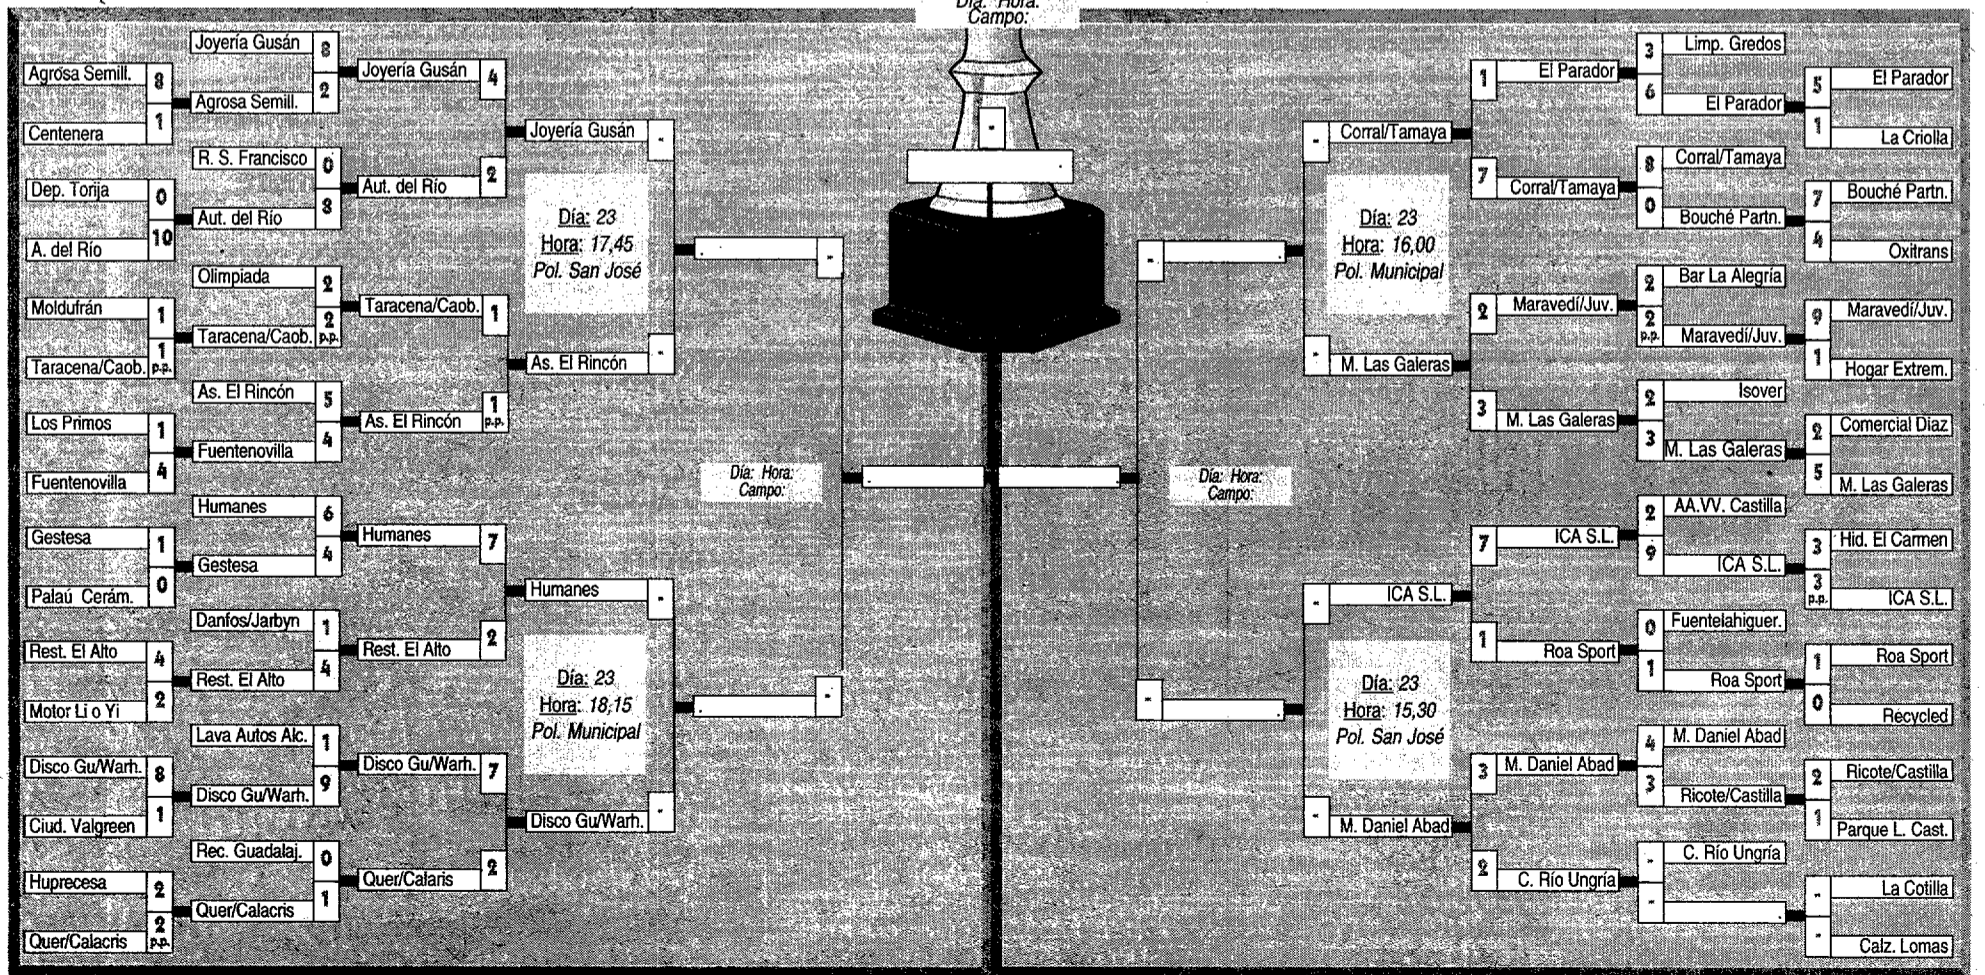 Día: Hora:
Campo:
Agrosa Semill. 8
Centenera 1
Dep. Torija 0
A. del Río 10
Moldufrán 1
Taracena/Caob. 1 p.p.
Los Primos 1
Fuentenovilla 4
Gestesa 1
Palaú Cerám. 0
Rest. El Alto 4
Motor Li o Yi 2
Disco Gu/Warh. 8
Ciud. Valgreen 1
Huprecesa 2
Quer/Calacris 2 p.p.
Joyería Gusán 8
Agrosa Semill. 2
R. S. Francisco 0
Aut. del Río 8
Olimpiada 2
Taracena/Caob. 2 p.p.
As. El Rincón 5
Fuentenovilla 4
Humanes 6
Gestesa 4
Danfos/Jarbyn 1
Rest. El Alto 4
Lava Autos Alc. 1
Disco Gu/Warh. 9
Rec. Guadalaj. 0
Quer/Calacris 1
Joyería Gusán 4
Aut. del Río 2
Taracena/Caob. 1
As. El Rincón 1 p.p.
Humanes 7
Rest. El Alto 2
Disco Gu/Warh. 7
Quer/Calaris 2
Joyería Gusán
Día: 23
Hora: 17,45
Pol. San José
As. El Rincón
Humanes
Día: 23
Hora: 18,15
Pol. Municipal
Disco Gu/Warh.
Día: Hora:
Campo:
Día: Hora:
Campo:
Corral/Tamaya
Día: 23
Hora: 16,00
Pol. Municipal
M. Las Galeras
ICA S.L.
Día: 23
Hora: 15,30
Pol. San José
M. Daniel Abad
1 El Parador
7 Corral/Tamaya
2 Maravedí/Juv.
3 M. Las Galeras
7 ICA S.L.
1 Roa Sport
3 M. Daniel Abad
2 C. Río Ungría
3 Limp. Gredos
6 El Parador
8 Corral/Tamaya
0 Bouché Partn.
2 Bar La Alegría
2 p.p. Maravedí/Juv.
2 Isover
3 M. Las Galeras
2 AA.VV. Castilla
9 ICA S.L.
0 Fuentelahiguer.
1 Roa Sport
4 M. Daniel Abad
3 Ricote/Castilla
C. Río Ungría
5 El Parador
1 La Criolla
7 Bouché Partn.
4 Oxitrans
9 Maravedí/Juv.
1 Hogar Extrem.
2 Comercial Diaz
5 M. Las Galeras
3 Hid. El Carmen
3 p.p. ICA S.L.
1 Roa Sport
0 Recycled
2 Ricote/Castilla
1 Parque L. Cast.
La Cotilla
Calz. Lomas